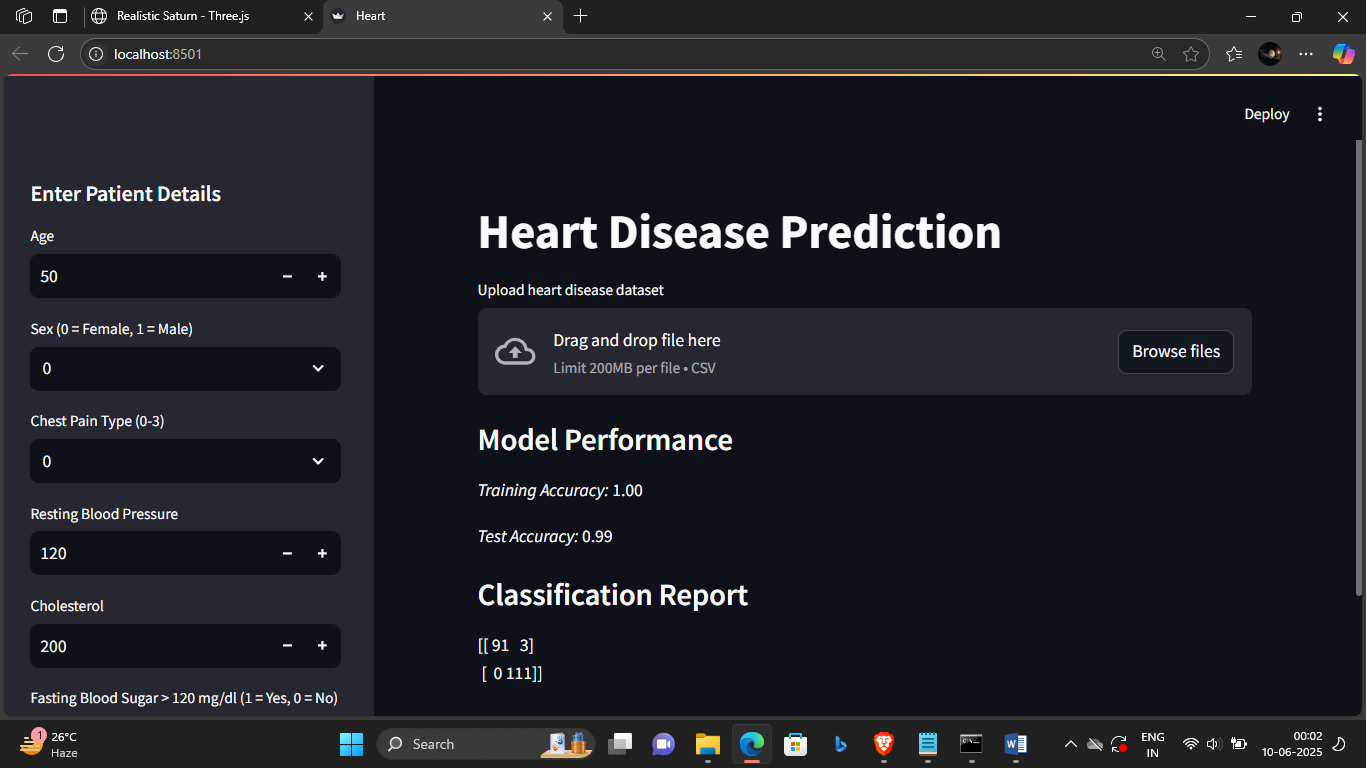 Realistic Saturn - Three.js
Heart
localhost:8501
Deploy
Enter Patient Details
Age
50
Sex (0 = Female, 1 = Male)
0
Chest Pain Type (0-3)
0
Resting Blood Pressure
120
Cholesterol
200
Fasting Blood Sugar > 120 mg/dl (1 = Yes, 0 = No)
Heart Disease Prediction
Upload heart disease dataset
Drag and drop file here
Limit 200MB per file • CSV
Browse files
Model Performance
Training Accuracy: 1.00
Test Accuracy: 0.99
Classification Report
[[ 91 3]
[ 0 111]]
1
26°C
Haze
Search
ENG
IN
00:02
10-06-2025